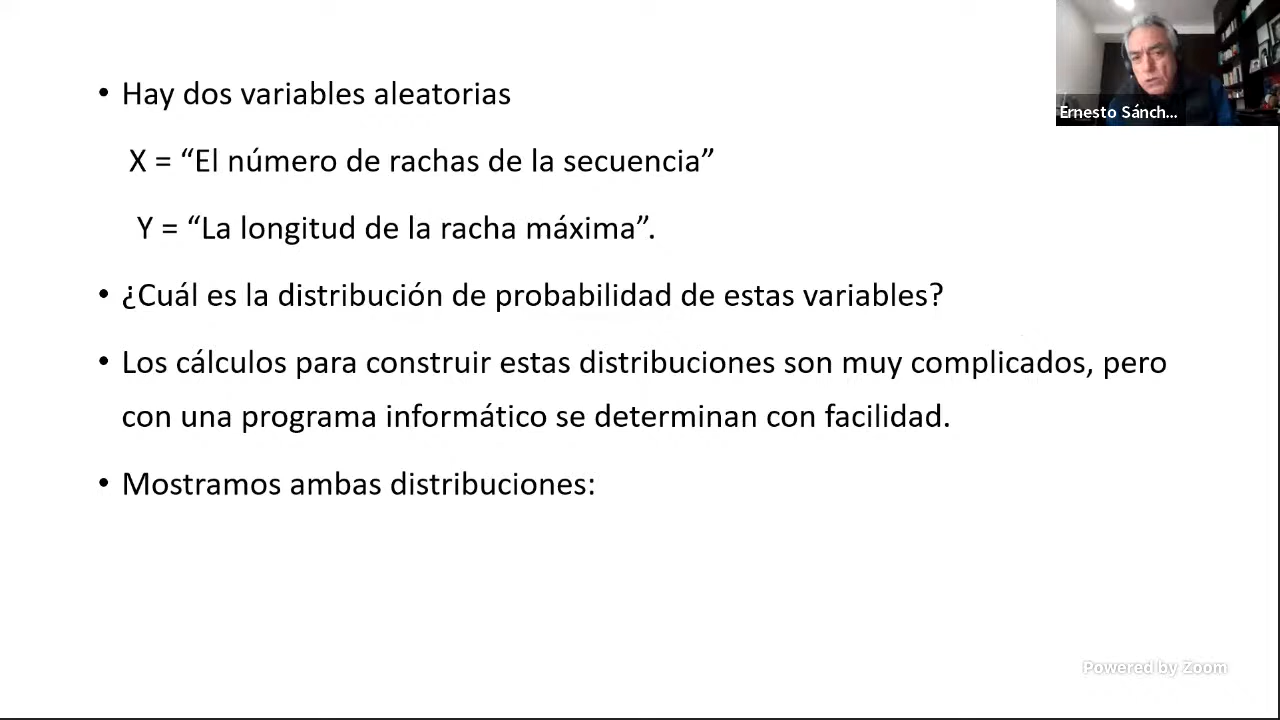 • Hay dos variables aleatorias
X = “El número de rachas de la secuencia”
Y = “La longitud de la racha máxima”.
• ¿Cuál es la distribución de probabilidad de estas variables?
• Los cálculos para construir estas distribuciones son muy complicados, pero
con una programa informático se determinan con facilidad.
• Mostramos ambas distribuciones:
Ernesto Sánch...
Powered by Zoom